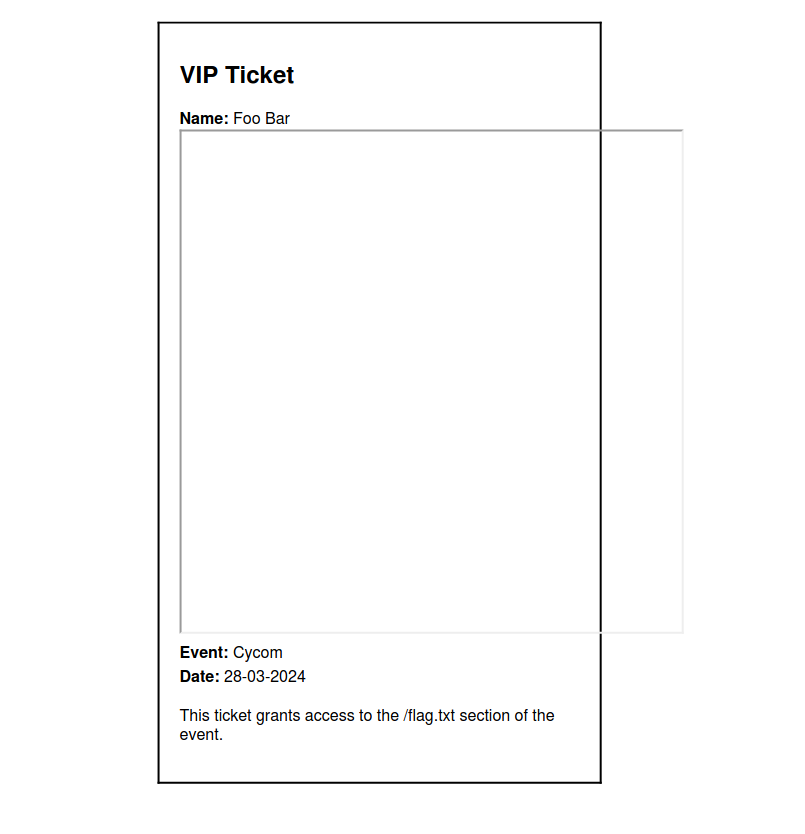 VIP Ticket
Name: Foo Bar
Event: Cycom
Date: 28-03-2024
This ticket grants access to the /flag.txt section of the
event.